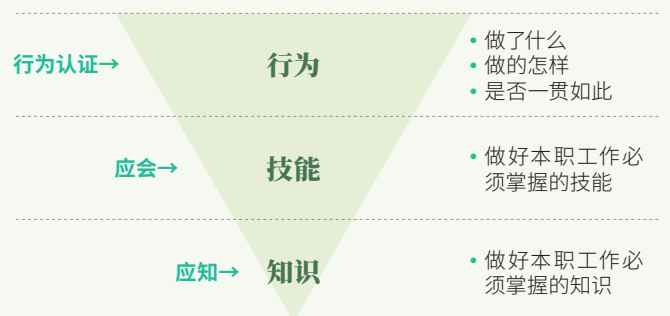 行为认证→
行为
• 做了什么
• 做的怎样
• 是否一贯如此
应会→
技能
• 做好本职工作必
须掌握的技能
应知→
知识
• 做好本职工作必
须掌握的知识